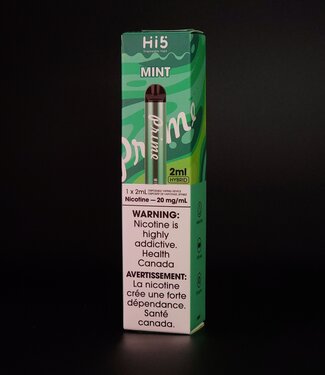 Hi5
MINT
Prime
Prime
2ml
HYBRID
1 x 2mL
Nicotine — 20 mg/mL
WARNING:
Nicotine is
highly
addictive.
Health
Canada
AVERTISSEMENT:
La nicotine
crée une forte
dépendance.
Santé
canada.